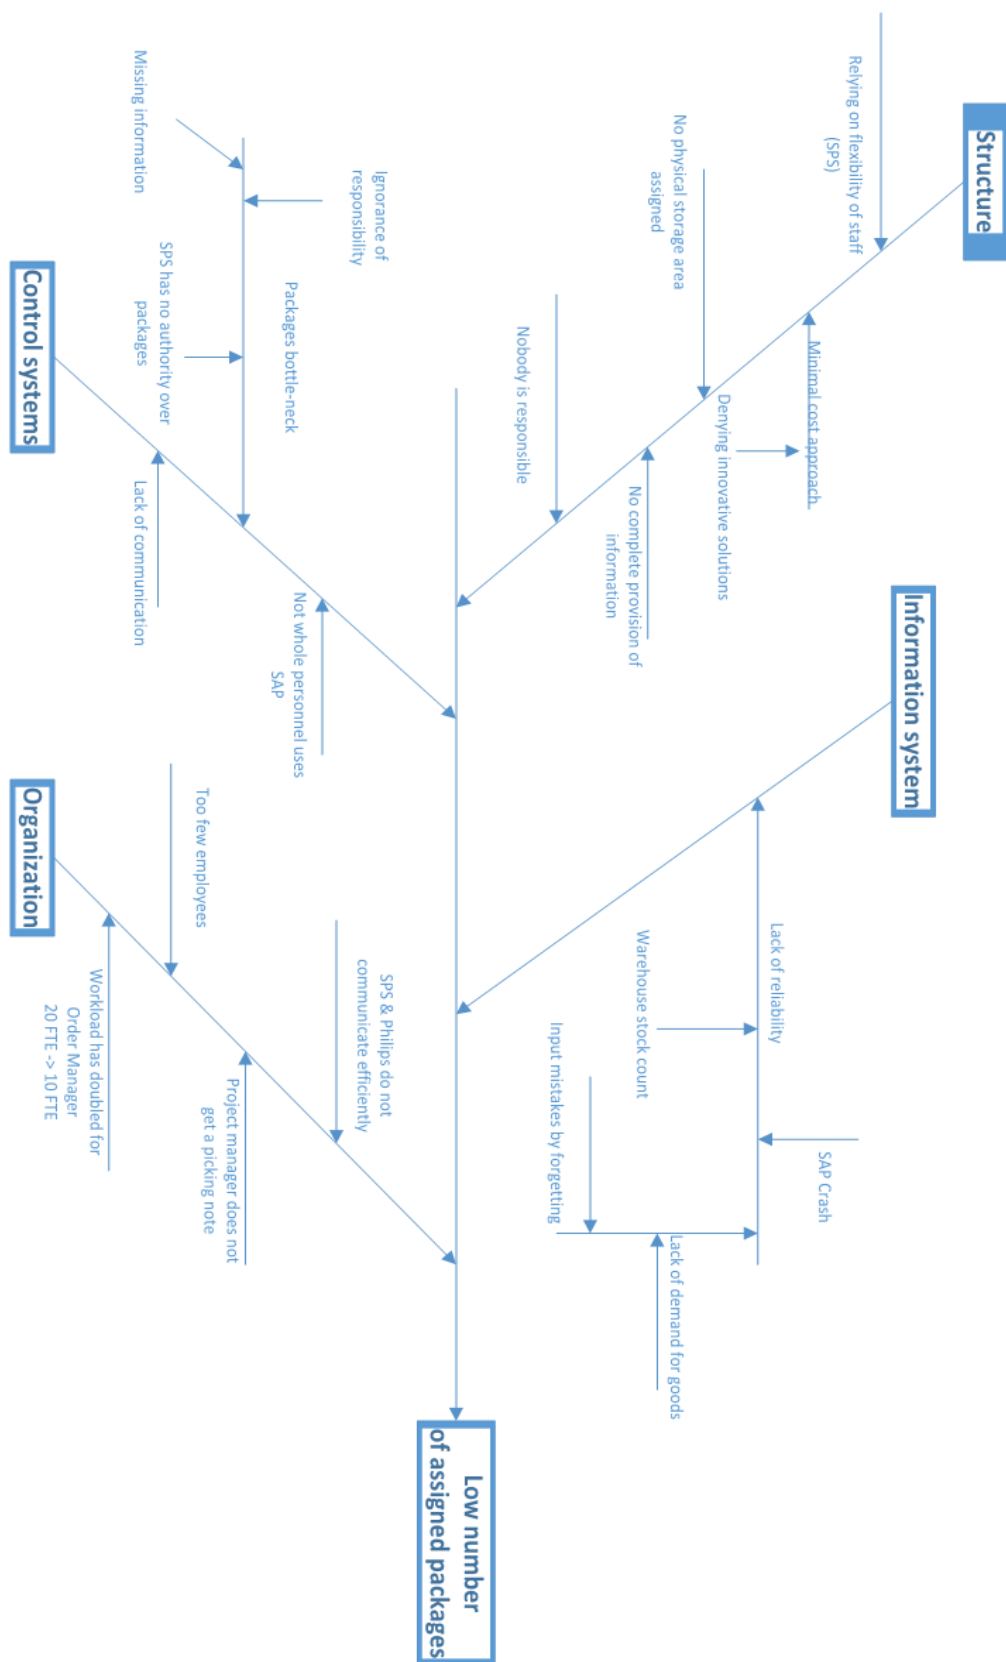 Structure
Relying on flexibility of staff
(SPS)
Minimal cost approach
Denying innovative solutions
No physical storage area
assigned
No complete provision of
information
Nobody is responsible
Information system
Lack of reliability
Warehouse stock count
SAP Crash
Input mistakes by forgetting
Lack of demand for goods
Control systems
Missing information
Ignorance of
responsibility
SPS has no authority over
packages
Packages bottle-neck
Lack of communication
Not whole personnel uses
SAP
Organization
Too few employees
Workload has doubled for
Order Manager
20 FTE -> 10 FTE
SPS & Philips do not
communicate efficiently
Project manager does not
get a picking note
Low number
of assigned packages